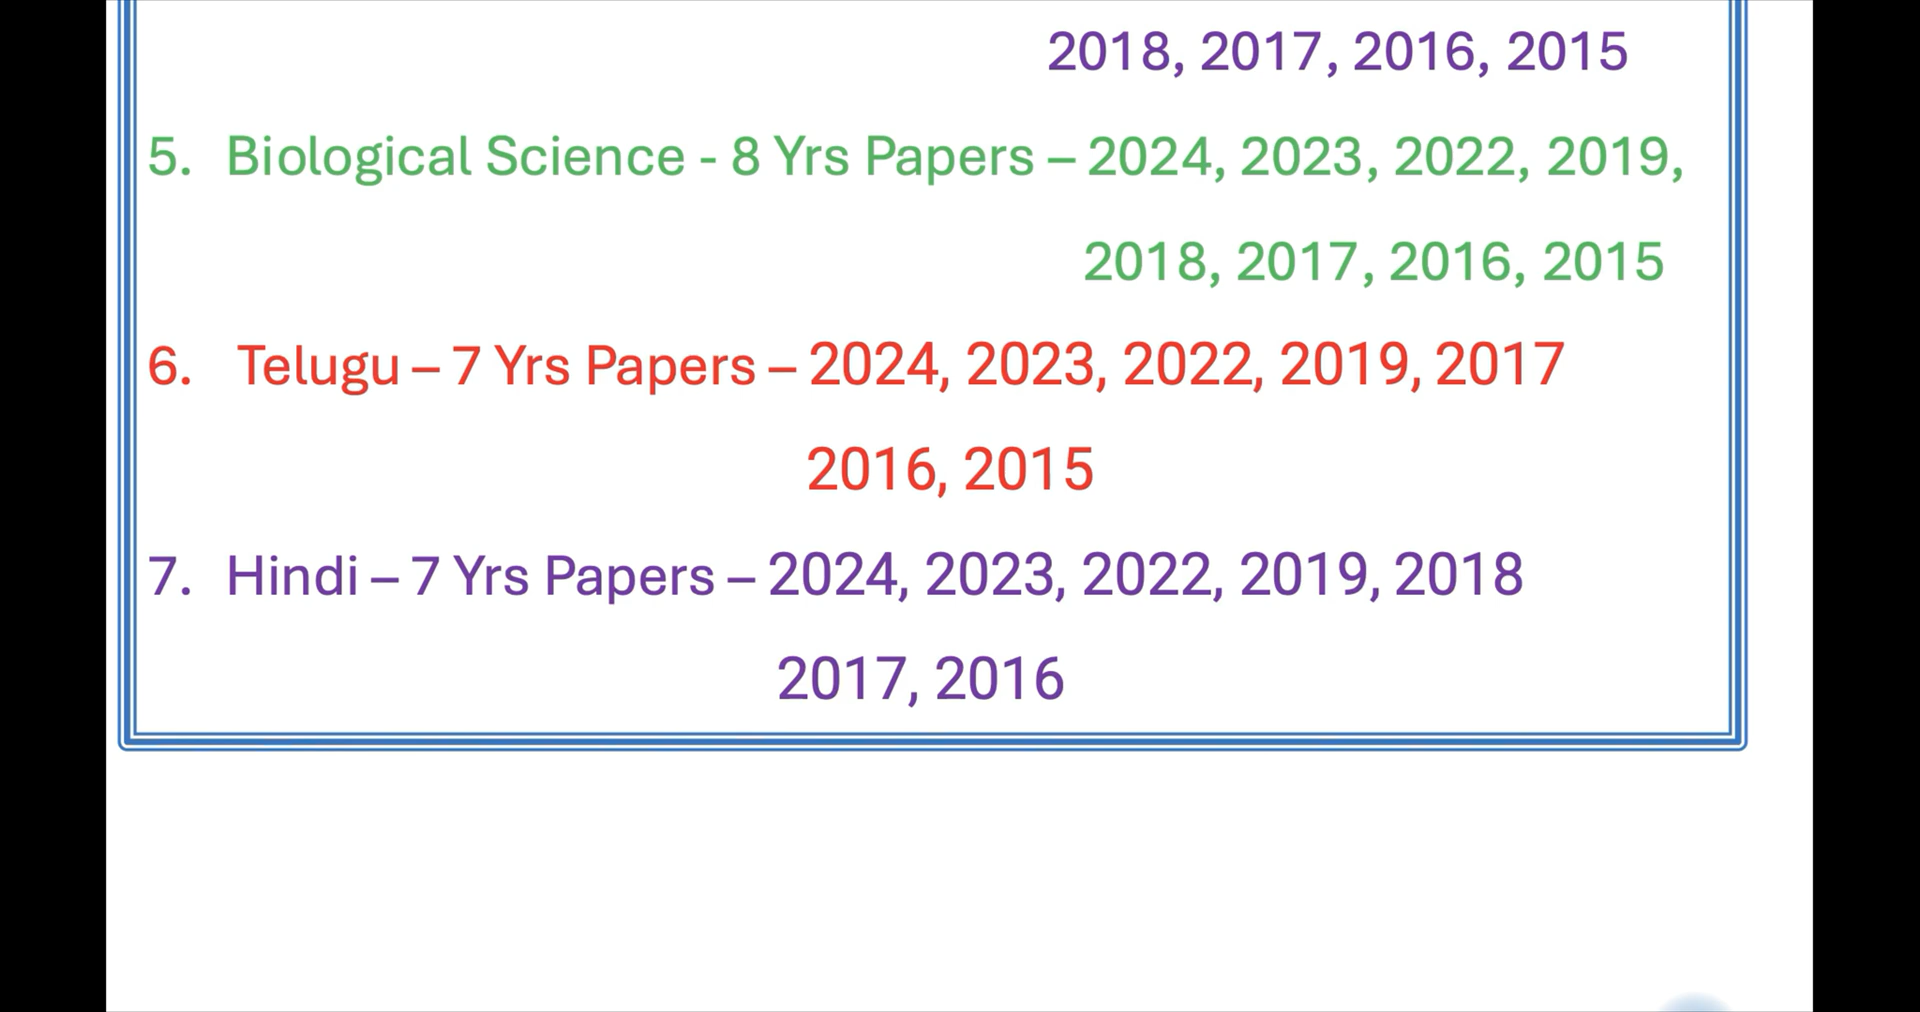 2018, 2017, 2016, 2015
5. Biological Science - 8 Yrs Papers – 2024, 2023, 2022, 2019,
2018, 2017, 2016, 2015
6. Telugu – 7 Yrs Papers – 2024, 2023, 2022, 2019, 2017
2016, 2015
7. Hindi – 7 Yrs Papers – 2024, 2023, 2022, 2019, 2018
2017, 2016